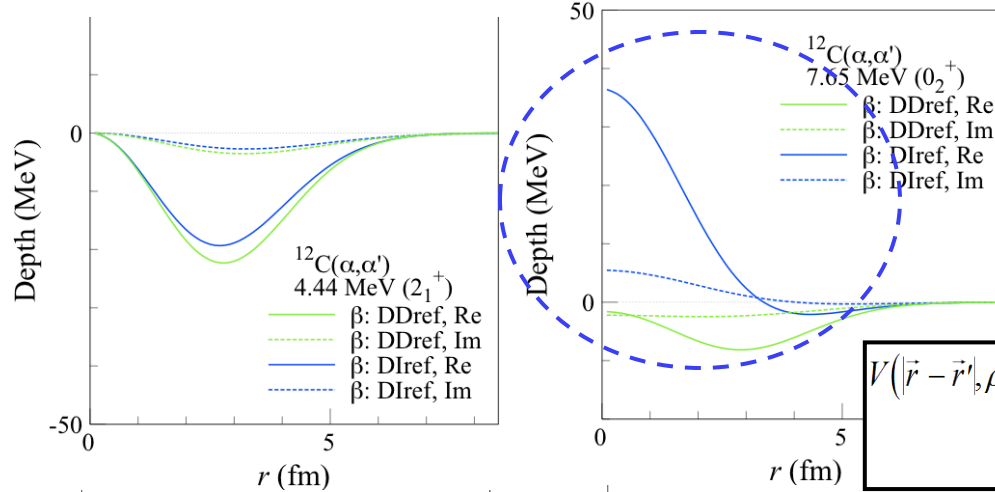 0
-50
0
5
Depth (MeV)
r (fm)
¹²C(α,α')
4.44 MeV (2₁⁺)
β: DDref, Re
β: DDref, Im
β: DIref, Re
β: DIref, Im
50
0
0
5
Depth (MeV)
r (fm)
¹²C(α,α')
7.65 MeV (0₂⁺)
β: DDref, Re
β: DDref, Im
β: DIref, Re
β: DIref, Im
V(|r⃗ − r⃗'|, ρ